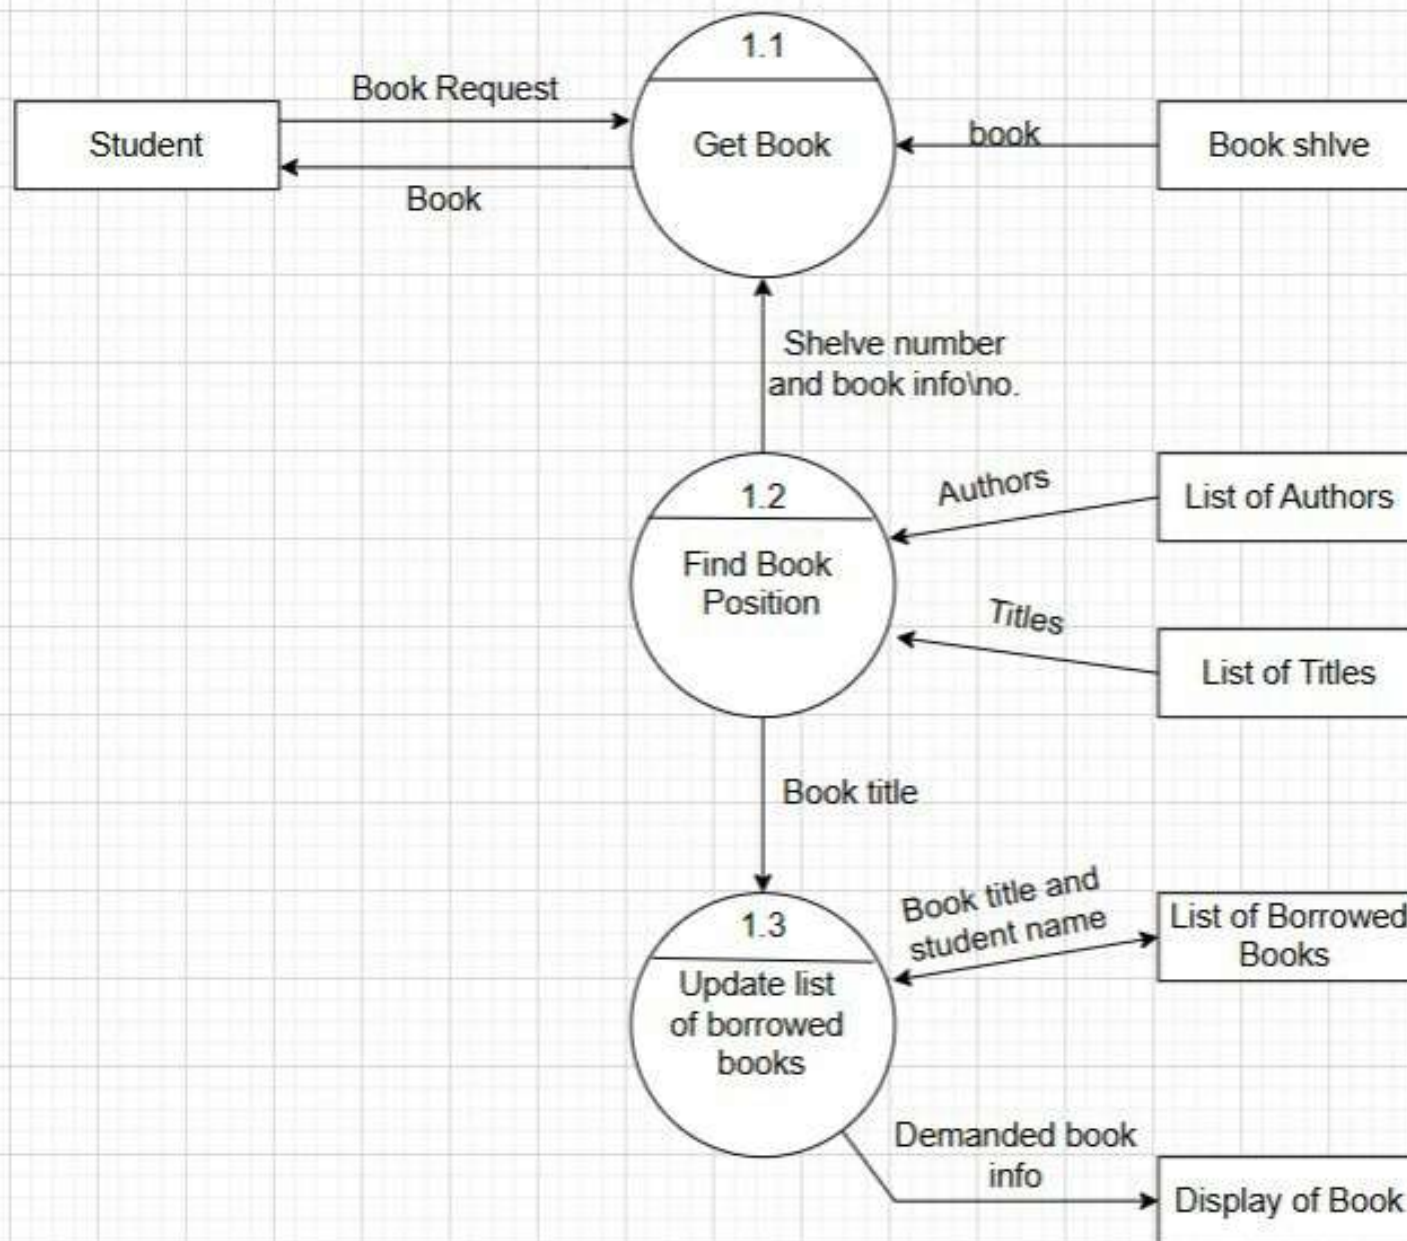 1.1
Book Request
Student
Get Book
book
Book shlve
Book
Shelve number
and book info\no.
1.2
Authors
List of Authors
Find Book
Position
Titles
List of Titles
Book title
1.3
Book title and
student name
List of Borrowed
Books
Update list
of borrowed
books
Demanded book
info
Display of Book